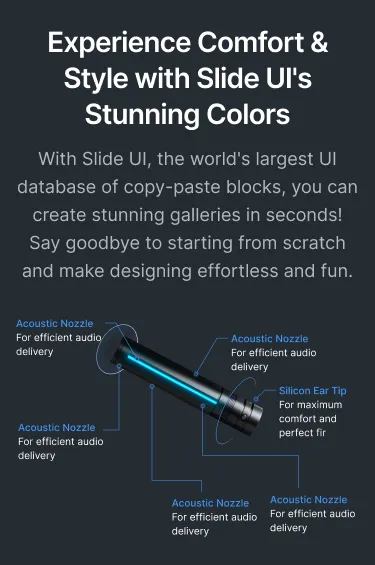 Experience Comfort &
Style with Slide UI's
Stunning Colors
With Slide UI, the world's largest UI
database of copy-paste blocks, you can
create stunning galleries in seconds!
Say goodbye to starting from scratch
and make designing effortless and fun.
Acoustic Nozzle
For efficient audio
delivery
Acoustic Nozzle
For efficient audio
delivery
Silicon Ear Tip
For maximum
comfort and
perfect fir
Acoustic Nozzle
For efficient audio
delivery
Acoustic Nozzle
For efficient audio
delivery
Acoustic Nozzle
For efficient audio
delivery